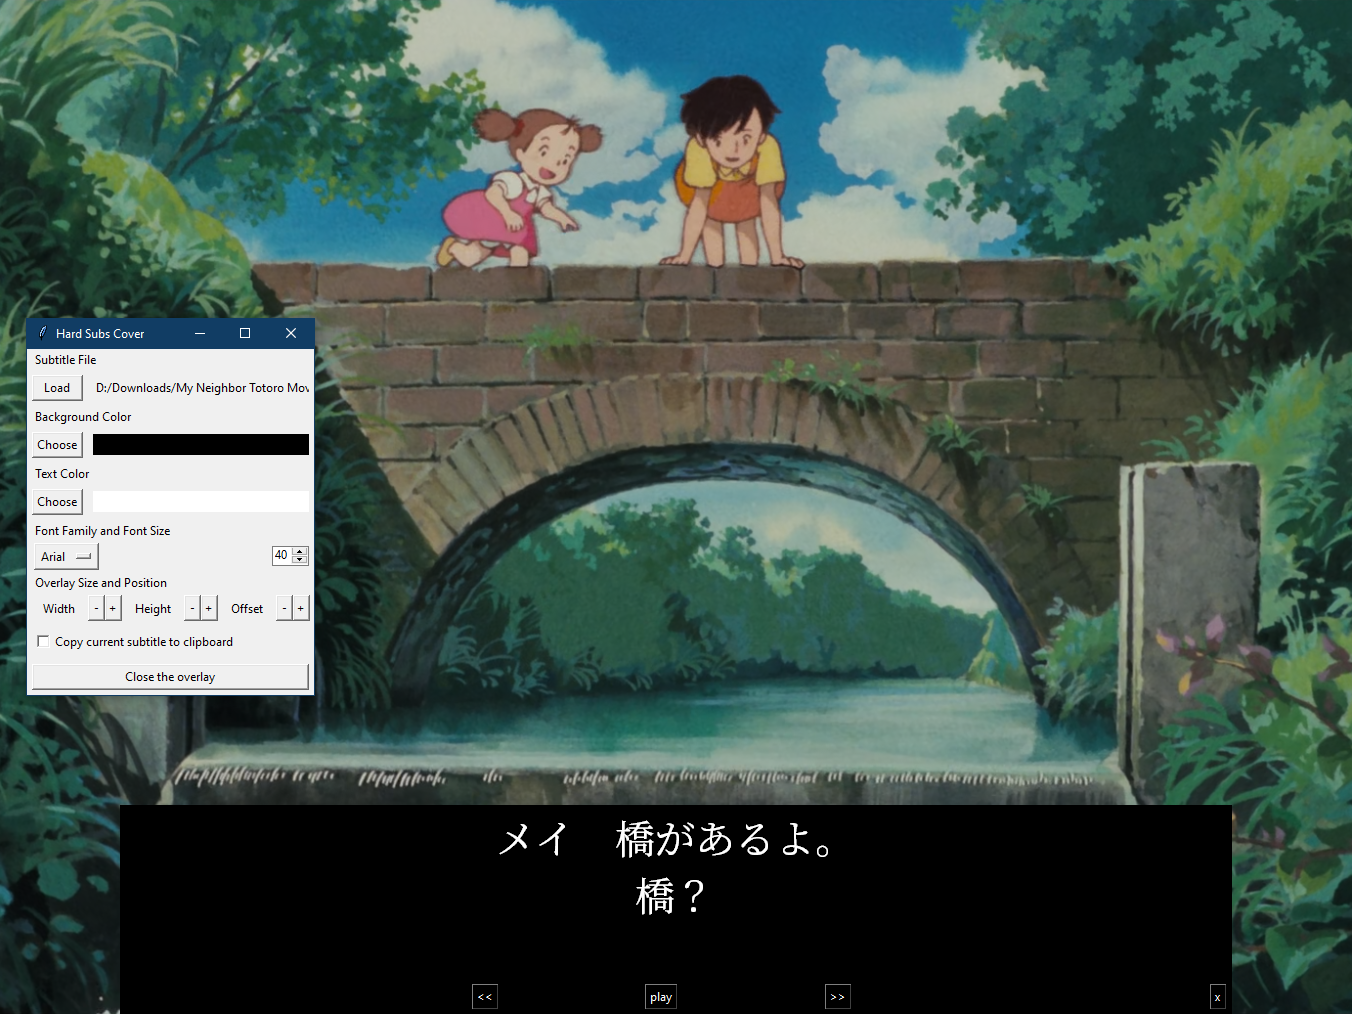 Hard Subs Cover
Subtitle File
Load D:/Downloads/My Neighbor Totoro Mov
Background Color
Choose
Text Color
Choose
Font Family and Font Size
Arial 40
Overlay Size and Position
Width - + Height - + Offset - +
Copy current subtitle to clipboard
Close the overlay
メイ　橋があるよ。
橋？
<< play >> x